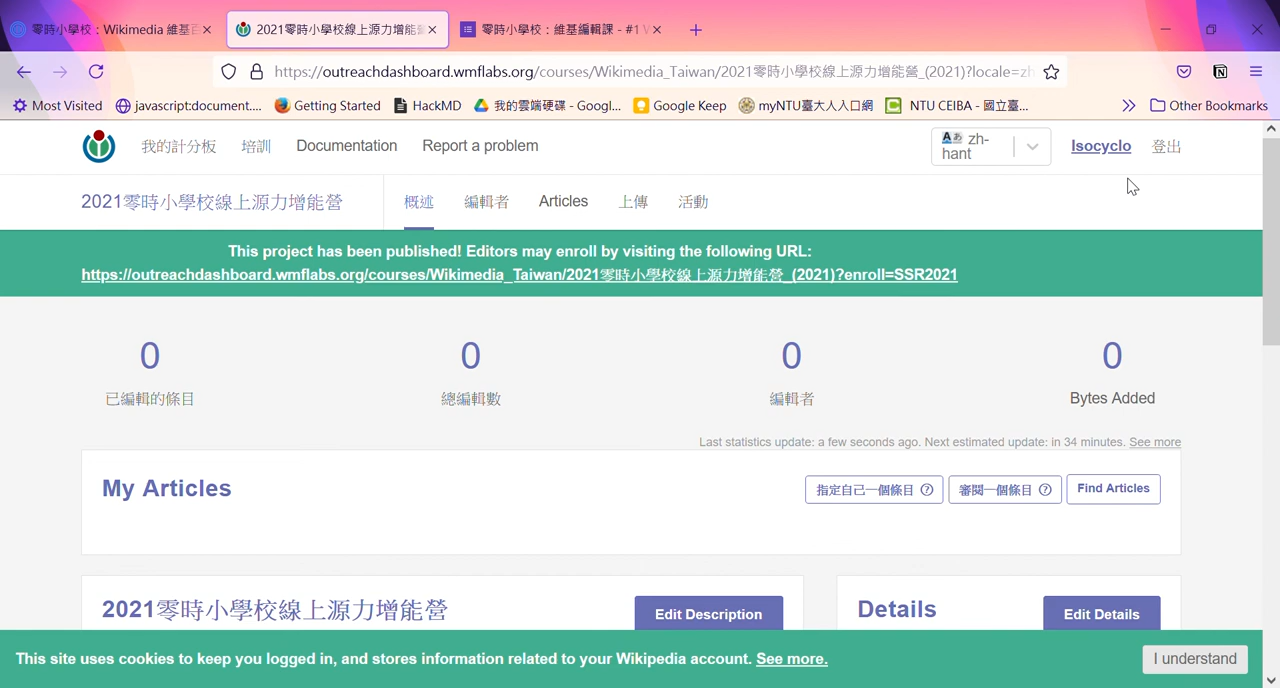 零時小學校：Wikimedia 維基百
2021零時小學校線上源力增能營
零時小學校：維基編輯課 - #1 V
https://outreachdashboard.wmflabs.org/courses/Wikimedia_Taiwan/2021零時小學校線上源力增能營_(2021)?locale=zh
Most Visited
javascript:document....
Getting Started
HackMD
我的雲端硬碟 - Googl...
Google Keep
myNTU臺大人入口網
NTU CEIBA - 國立臺...
Other Bookmarks
我的計分板
培訓
Documentation
Report a problem
zh-
hant
Isocyclo
登出
2021零時小學校線上源力增能營
概述
編輯者
Articles
上傳
活動
This project has been published! Editors may enroll by visiting the following URL:
https://outreachdashboard.wmflabs.org/courses/Wikimedia_Taiwan/2021零時小學校線上源力增能營_(2021)?enroll=SSR2021
0
0
0
0
已編輯的條目
總編輯數
編輯者
Bytes Added
Last statistics update: a few seconds ago. Next estimated update: in 34 minutes. See more
My Articles
指定自己一個條目
審閱一個條目
Find Articles
2021零時小學校線上源力增能營
Edit Description
Details
Edit Details
This site uses cookies to keep you logged in, and stores information related to your Wikipedia account. See more.
I understand